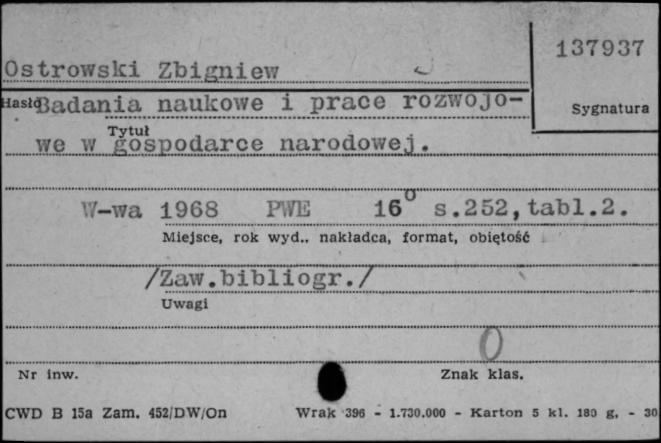 137937
Ostrowski Zbigniew
Hasło Badania naukowe i prace rozwojo-
Sygnatura
Tytuł
we w gospodarce narodowej.
W-wa 1968 PWE 16° s.252,tabl.2.
Miejsce, rok wyd., nakładca, format, objętość
/Zaw.bibliogr./
Uwagi
0
Nr inw. Znak klas.
CWD B 15a Zam. 452/DW/On Wrak 396 - 1.730.000 - Karton 5 kl. 180 g. - 30